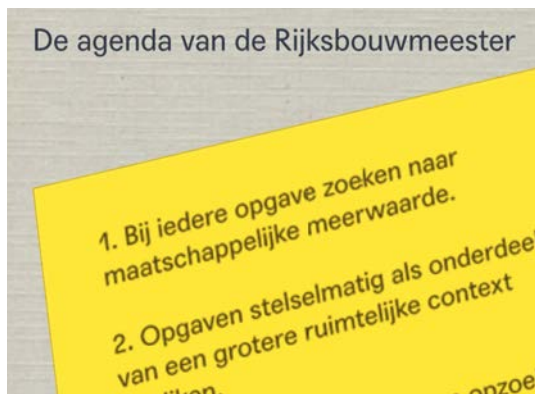 De agenda van de Rijksbouwmeester
1. Bij iedere opgave zoeken naar
maatschappelijke meerwaarde.
2. Opgaven stelselmatig als onderdeel
van een grotere ruimtelijke context